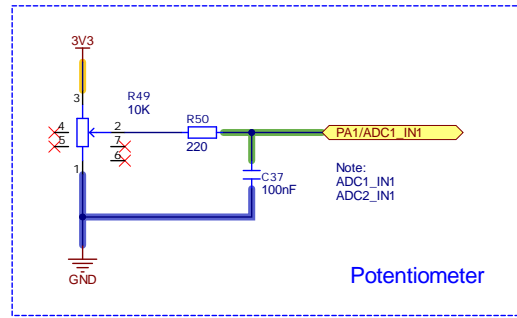 3V3
3
R49
10K
4
5
2
7
6
1
R50
220
PA1/ADC1_IN1
C37
100nF
Note:
ADC1_IN1
ADC2_IN1
GND
Potentiometer